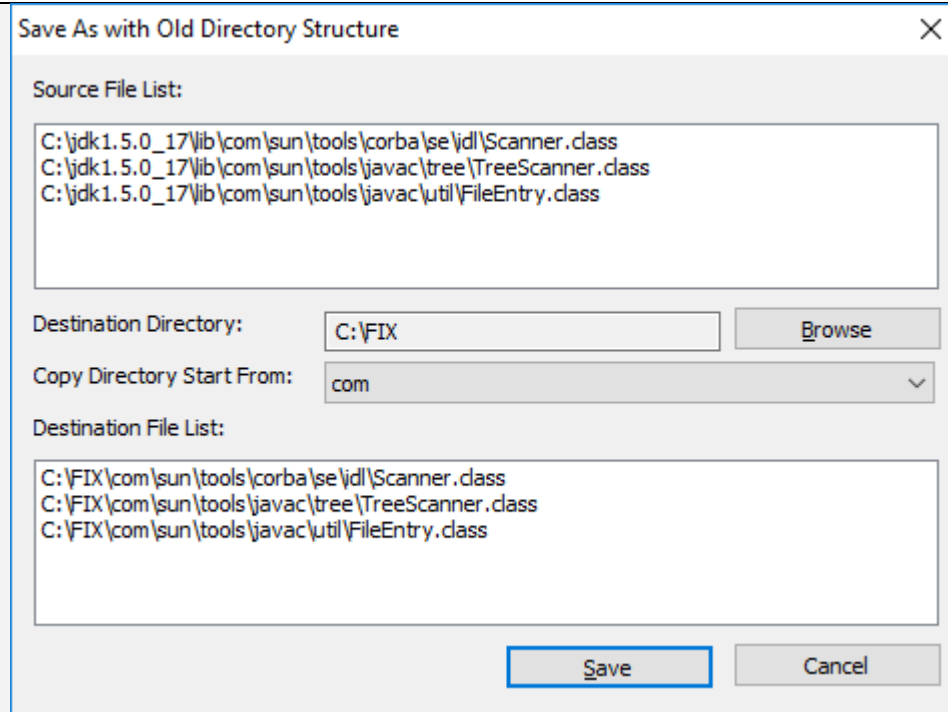 Save As with Old Directory Structure
Source File List:
C:\jdk1.5.0_17\lib\com\sun\tools\corba\se\idl\Scanner.class
C:\jdk1.5.0_17\lib\com\sun\tools\javac\tree\TreeScanner.class
C:\jdk1.5.0_17\lib\com\sun\tools\javac\util\FileEntry.class
Destination Directory: C:\FIX Browse
Copy Directory Start From: com
Destination File List:
C:\FIX\com\sun\tools\corba\se\idl\Scanner.class
C:\FIX\com\sun\tools\javac\tree\TreeScanner.class
C:\FIX\com\sun\tools\javac\util\FileEntry.class
Save Cancel